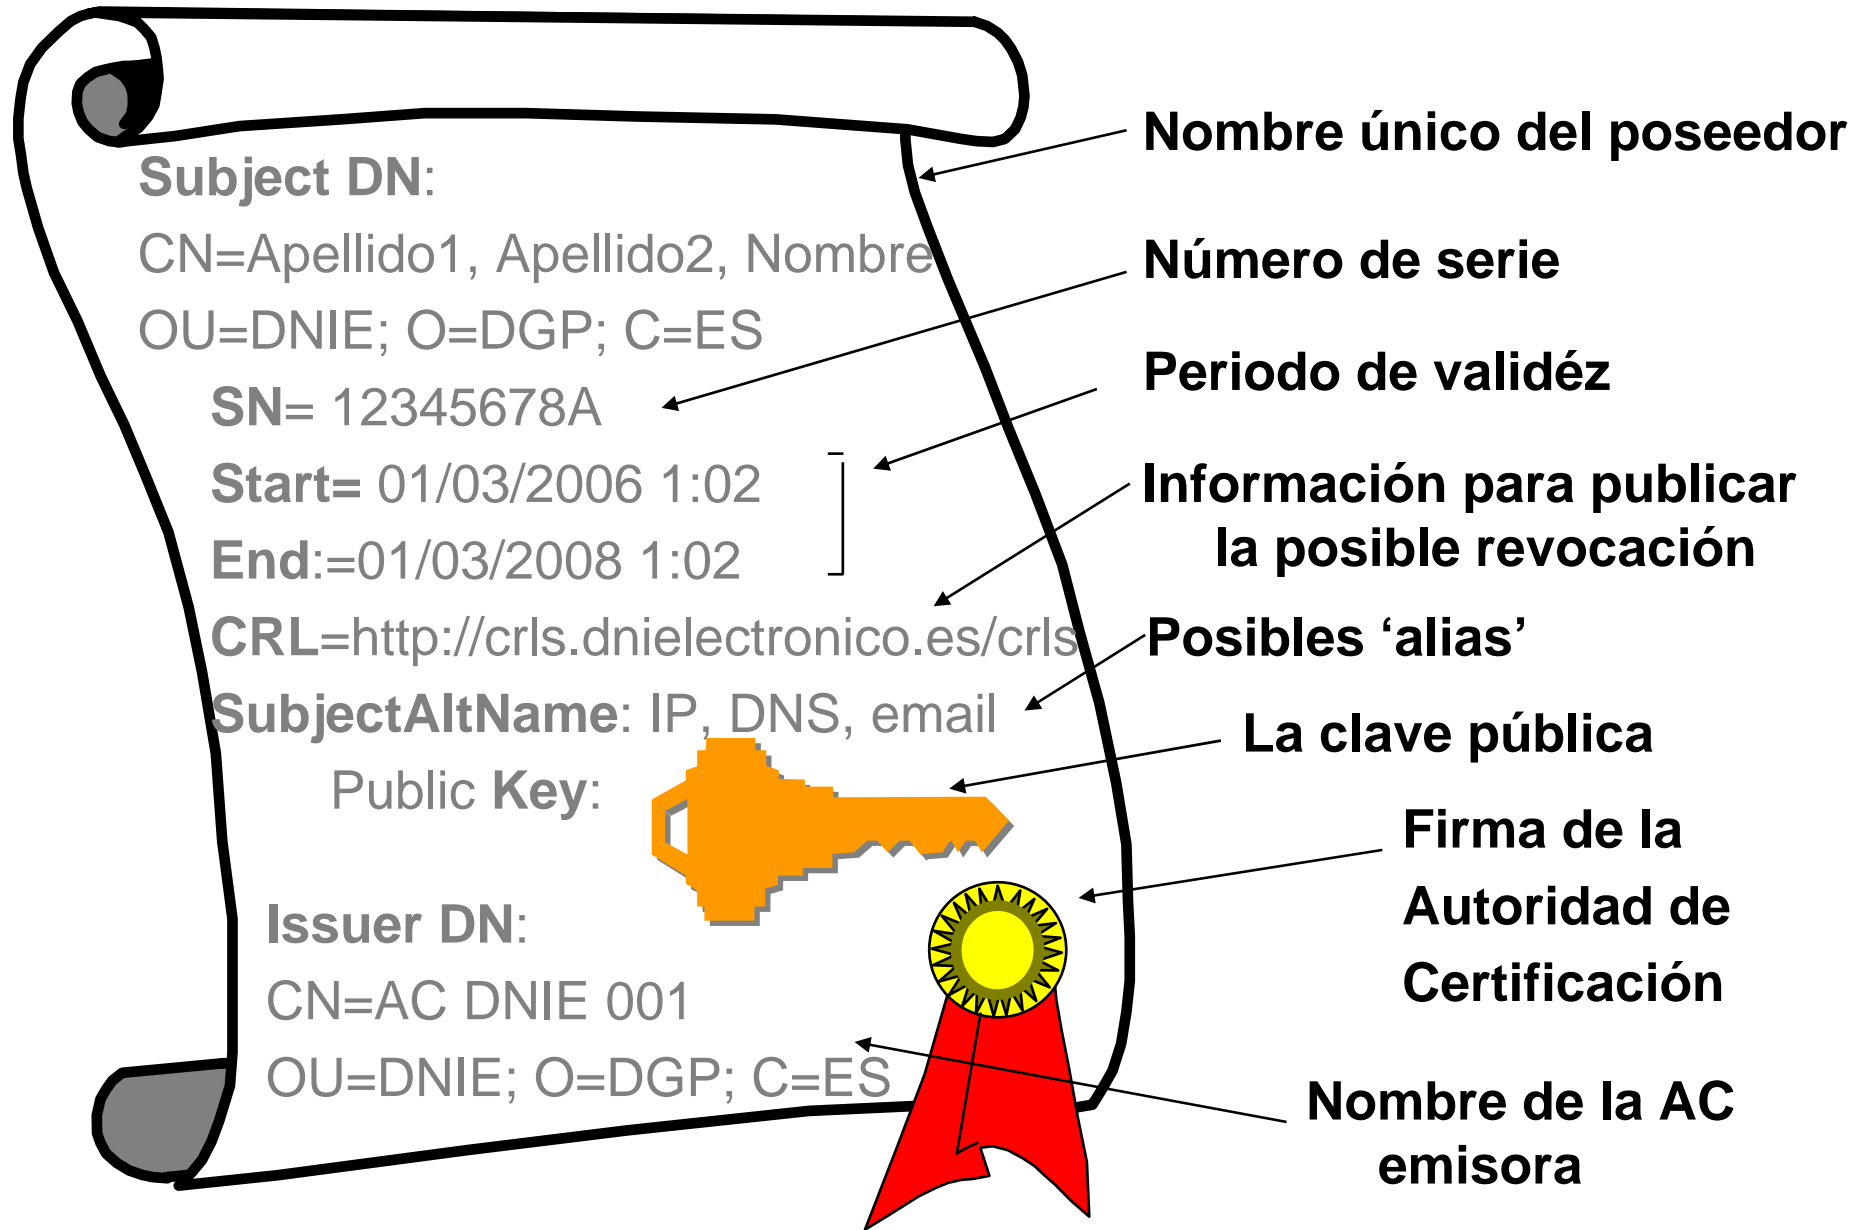 Subject DN:
CN=Apellido1, Apellido2, Nombre
OU=DNIE; O=DGP; C=ES
SN= 12345678A
Start= 01/03/2006 1:02
End:=01/03/2008 1:02
CRL=http://crls.dnielectronico.es/crls
SubjectAltName: IP, DNS, email
Public Key:
Issuer DN:
CN=AC DNIE 001
OU=DNIE; O=DGP; C=ES
Nombre único del poseedor
Número de serie
Periodo de validéz
Información para publicar
la posible revocación
Posibles ‘alias’
La clave pública
Firma de la
Autoridad de
Certificación
Nombre de la AC
emisora